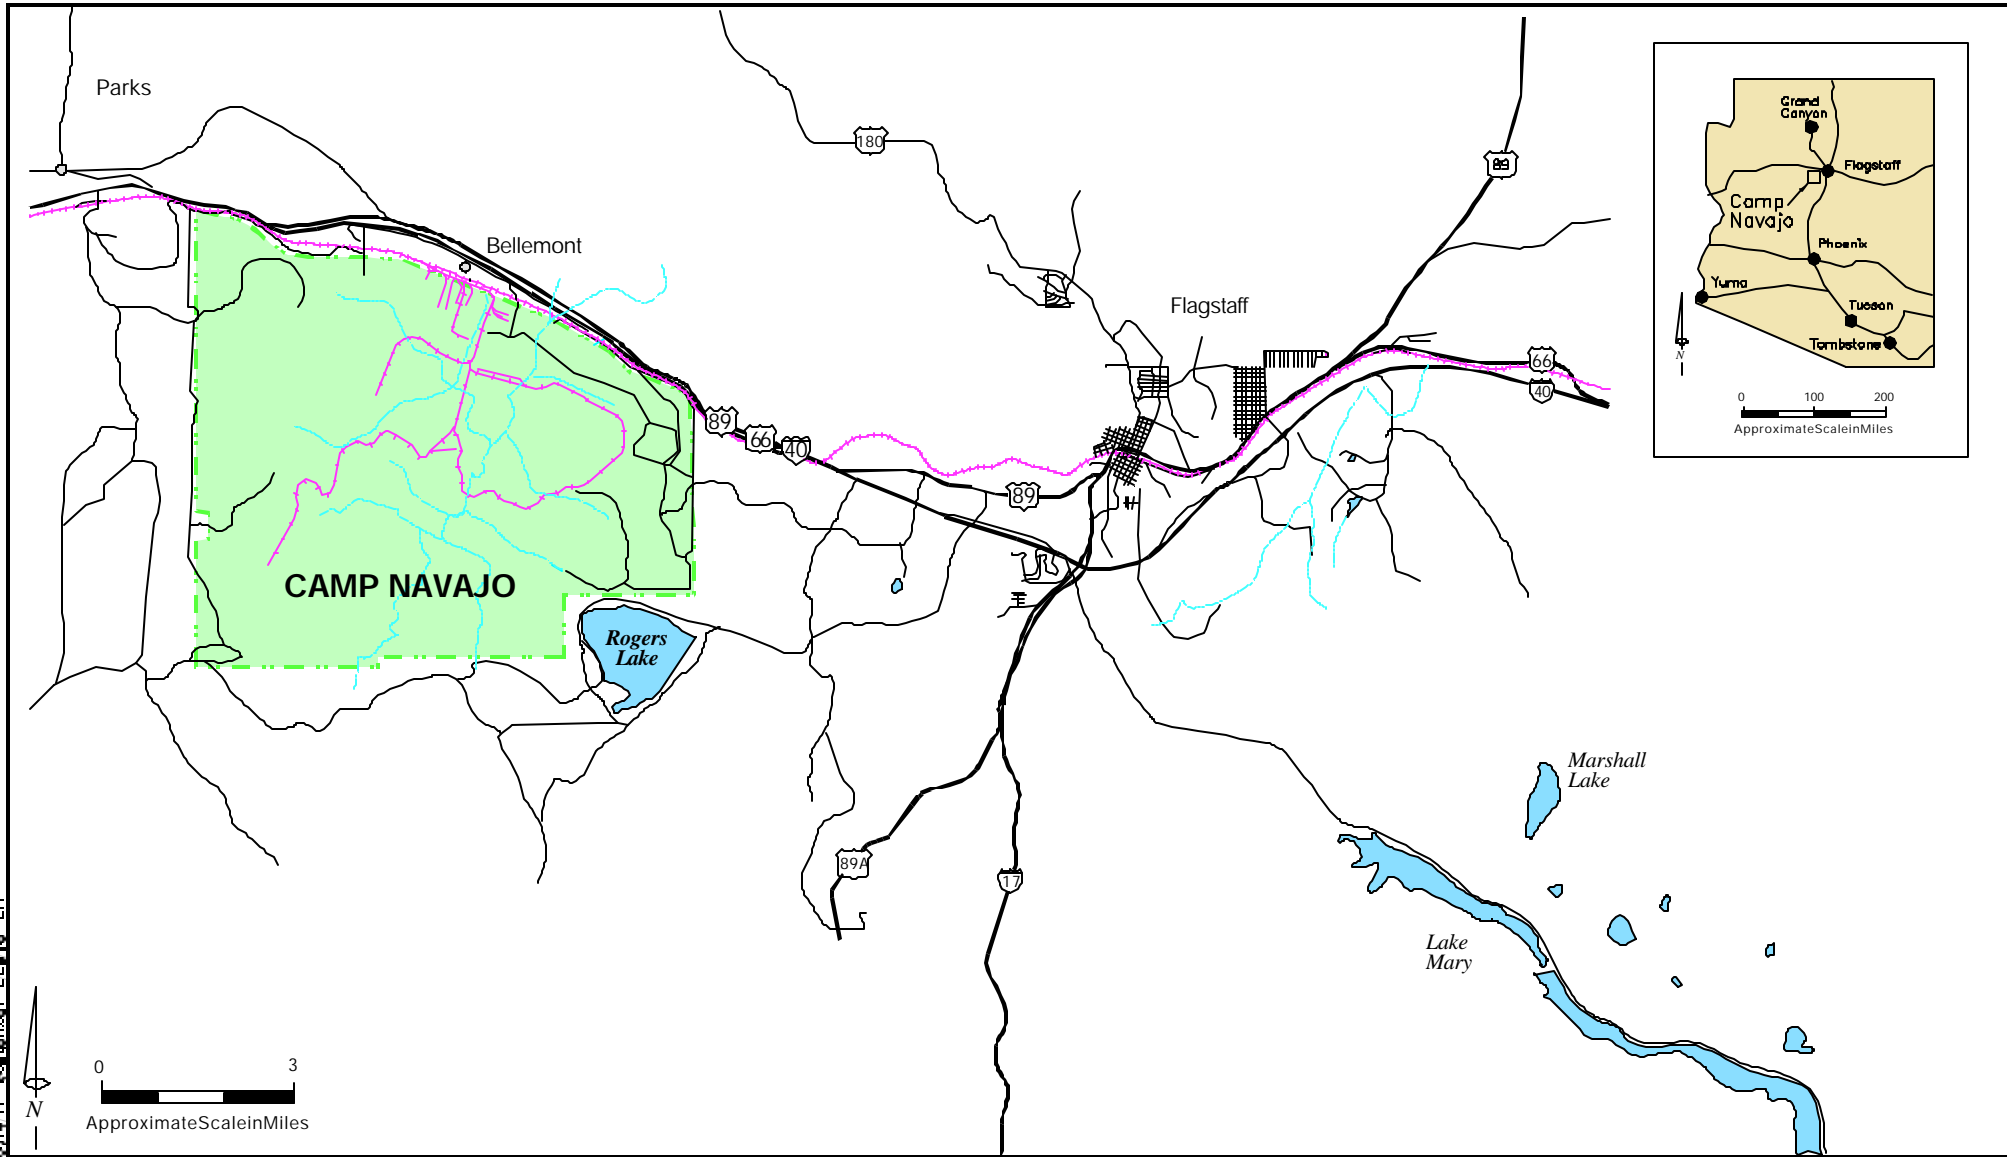 Parks
180
89
Bellemont
Flagstaff
66
40
89
66
40
89
CAMP NAVAJO
Rogers
Lake
Marshall
Lake
89A
17
Lake
Mary
0 3
ApproximateScaleinMiles
N
Grand
Canyon
Flagstaff
Camp
Navajo
Phoenix
Yuma
Tucson
Tombstone
N
0 100 200
ApproximateScaleinMiles